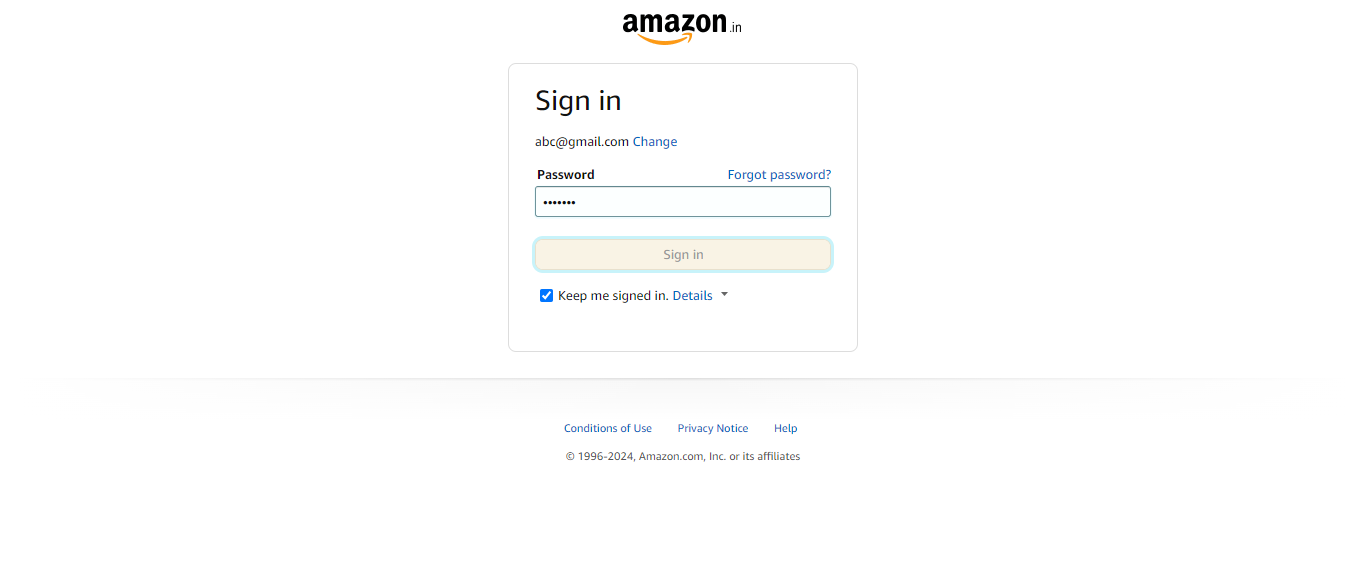 amazon.in
Sign in
abc@gmail.com Change
Password Forgot password?
•••••••
Sign in
Keep me signed in. Details
Conditions of Use Privacy Notice Help
© 1996-2024, Amazon.com, Inc. or its affiliates